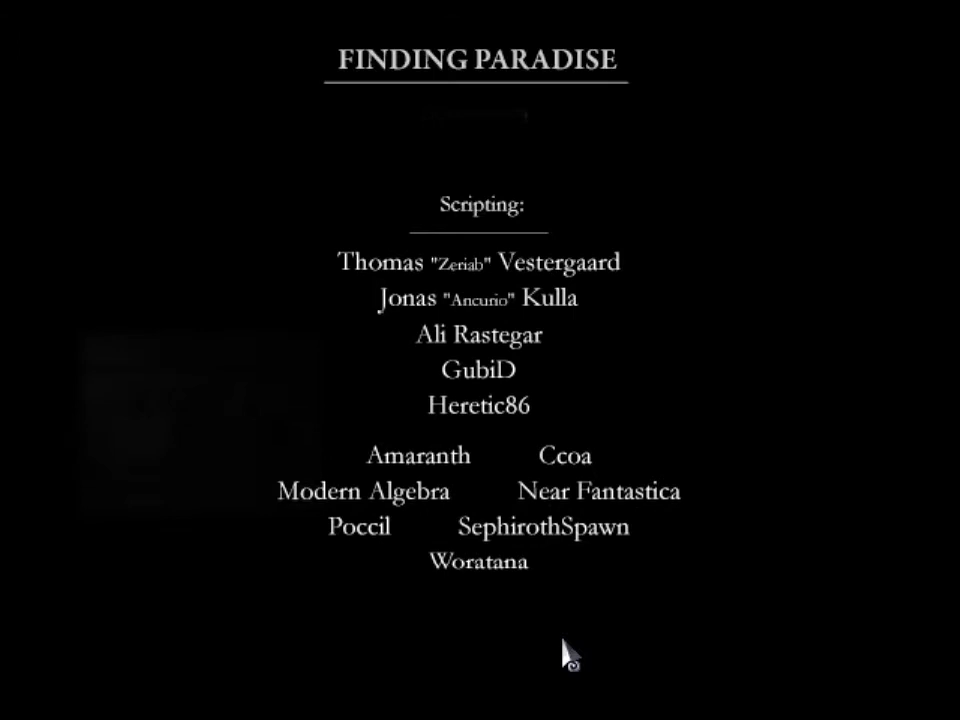 FINDING PARADISE
Scripting:
Thomas "Zeriab" Vestergaard
Jonas "Ancurio" Kulla
Ali Rastegar
GubiD
Heretic86
Amaranth Ccoa
Modern Algebra Near Fantastica
Poccil SephirothSpawn
Woratana